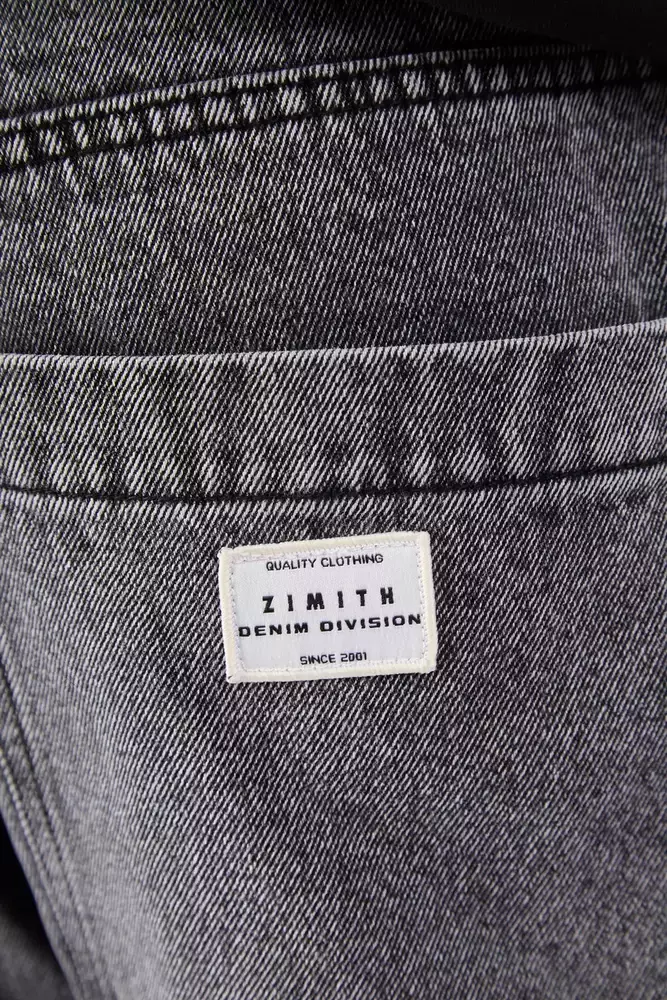 QUALITY CLOTHING
ZIMITH
DENIM DIVISION
SINCE 2001